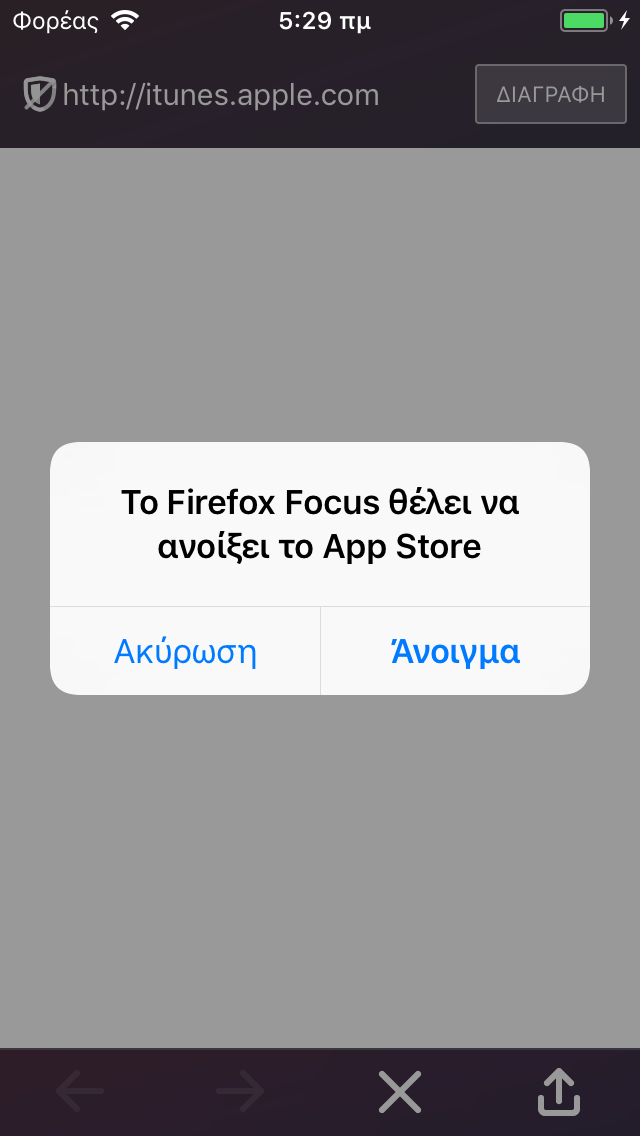 Φορέας
5:29 πμ
http://itunes.apple.com
ΔΙΑΓΡΑΦΗ
Το Firefox Focus θέλει να
ανοίξει το App Store
Ακύρωση
Άνοιγμα